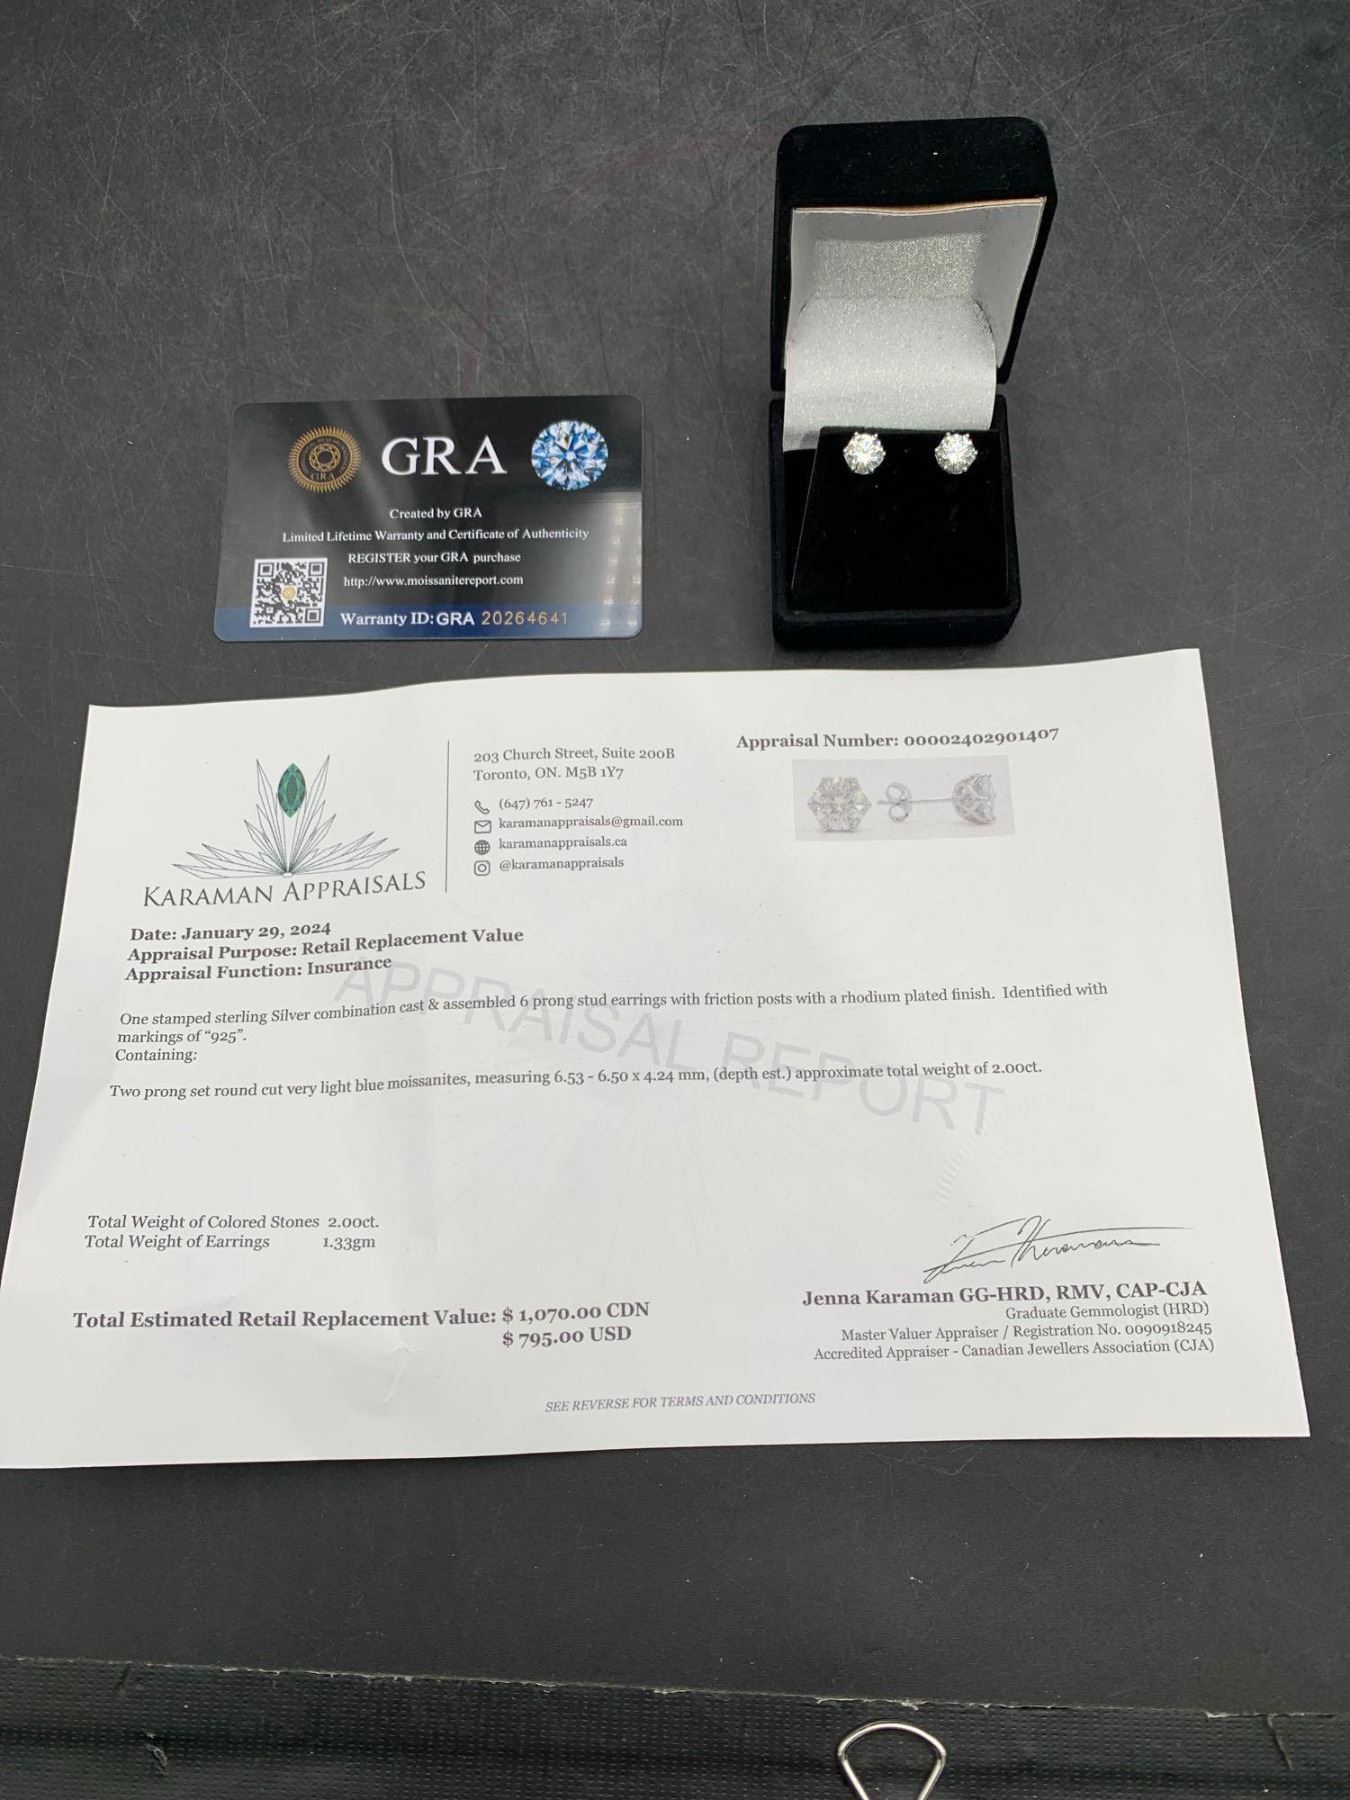 GRA
Created by GRA
Limited Lifetime Warranty and Certificate of Authenticity
REGISTER your GRA purchase
http://www.moissanitereport.com
Warranty ID: GRA 20264641
KARAMAN APPRAISALS
203 Church Street, Suite 200B
Toronto, ON. M5B 1Y7
(647) 761 - 5247
karamanappraisals@gmail.com
karamanappraisals.ca
@karamanappraisals
Appraisal Number: 00002402901407
Date: January 29, 2024
Appraisal Purpose: Retail Replacement Value
Appraisal Function: Insurance
APPRAISAL REPORT
One stamped sterling Silver combination cast & assembled 6 prong stud earrings with friction posts with a rhodium plated finish. Identified with
markings of “925”.
Containing:
Two prong set round cut very light blue moissanites, measuring 6.53 - 6.50 x 4.24 mm, (depth est.) approximate total weight of 2.00ct.
Total Weight of Colored Stones 2.00ct.
Total Weight of Earrings 1.33gm
Total Estimated Retail Replacement Value: $ 1,070.00 CDN
$ 795.00 USD
Jenna Karaman GG-HRD, RMV, CAP-CJA
Graduate Gemmologist (HRD)
Master Valuer Appraiser / Registration No. 0090918245
Accredited Appraiser - Canadian Jewellers Association (CJA)
SEE REVERSE FOR TERMS AND CONDITIONS